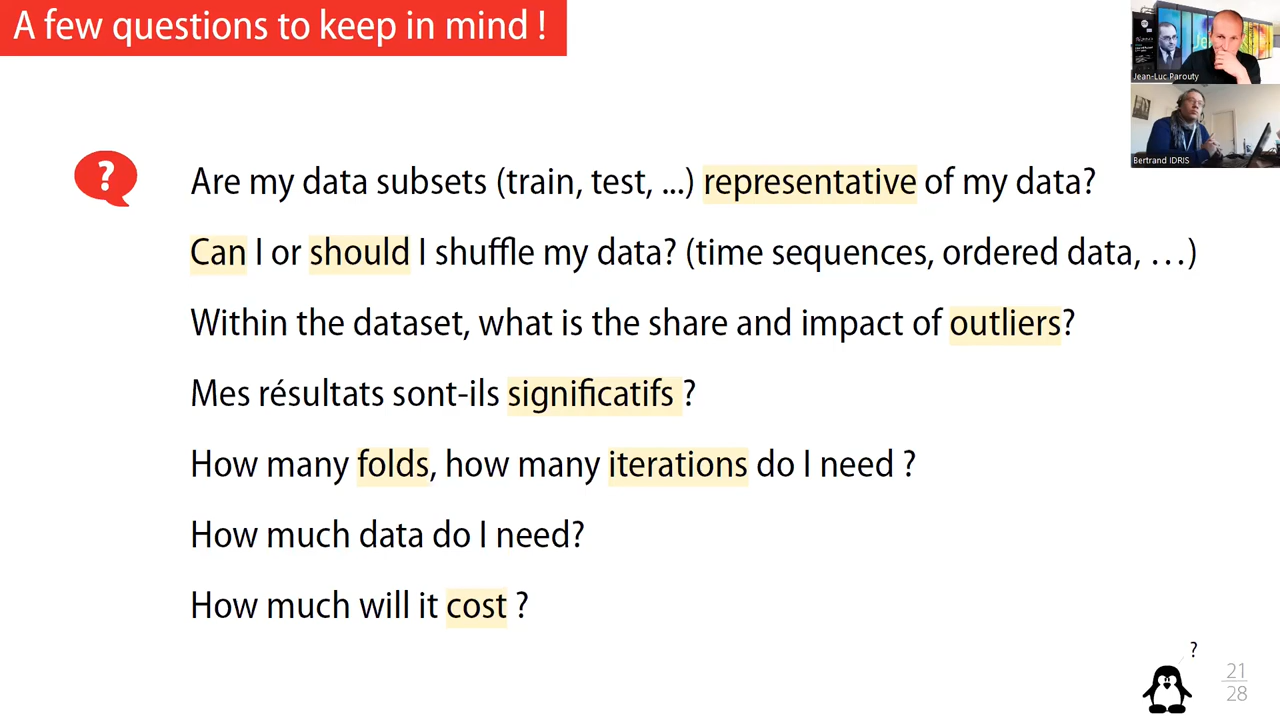 A few questions to keep in mind !
Jean-Luc Parouty
Bertrand IDRIS
?
Are my data subsets (train, test, ...) representative of my data?
Can I or should I shuffle my data? (time sequences, ordered data, …)
Within the dataset, what is the share and impact of outliers?
Mes résultats sont-ils significatifs ?
How many folds, how many iterations do I need ?
How much data do I need?
How much will it cost ?
?
21
28